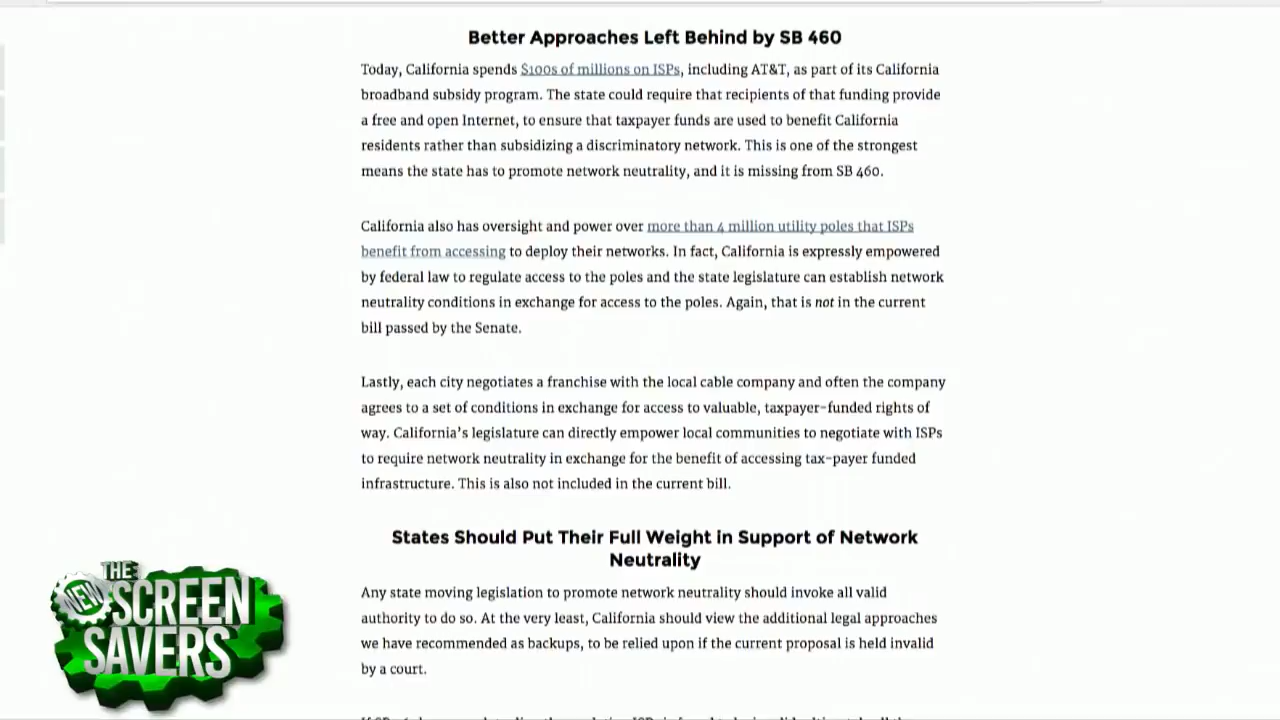 Better Approaches Left Behind by SB 460
Today, California spends $100s of millions on ISPs, including AT&T, as part of its California
broadband subsidy program. The state could require that recipients of that funding provide
a free and open Internet, to ensure that taxpayer funds are used to benefit California
residents rather than subsidizing a discriminatory network. This is one of the strongest
means the state has to promote network neutrality, and it is missing from SB 460.
California also has oversight and power over more than 4 million utility poles that ISPs
benefit from accessing to deploy their networks. In fact, California is expressly empowered
by federal law to regulate access to the poles and the state legislature can establish network
neutrality conditions in exchange for access to the poles. Again, that is not in the current
bill passed by the Senate.
Lastly, each city negotiates a franchise with the local cable company and often the company
agrees to a set of conditions in exchange for access to valuable, taxpayer-funded rights of
way. California's legislature can directly empower local communities to negotiate with ISPs
to require network neutrality in exchange for the benefit of accessing tax-payer funded
infrastructure. This is also not included in the current bill.
States Should Put Their Full Weight in Support of Network
Neutrality
Any state moving legislation to promote network neutrality should invoke all valid
authority to do so. At the very least, California should view the additional legal approaches
we have recommended as backups, to be relied upon if the current proposal is held invalid
by a court.
THE
NEW SCREEN
SAVERS